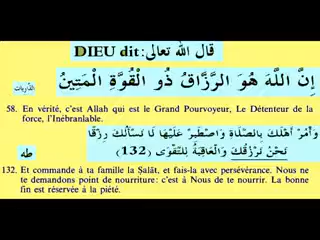 DIEU dit: قال الله تعالى
إِنَّ اللَّهَ هُوَ الرَّزَّاقُ ذُو الْقُوَّةِ الْمَتِينُ
الذَّاريات
58. En vérité, c'est Allah qui est le Grand Pourvoyeur, Le Détenteur de
la force, l'Inébranlable.
وَأْمُرْ أَهْلَكَ بِالصَّلَاةِ وَاصْطَبِرْ عَلَيْهَا لَا نَسْأَلُكَ رِزْقًا
نَحْنُ نَرْزُقُكَ وَالْعَاقِبَةُ لِلتَّقْوَى (132)
طه
132. Et commande à ta famille la Ṣalāt, et fais-la avec persévérance. Nous ne
te demandons point de nourriture: c'est à Nous de te nourrir. La bonne
fin est réservée à la piété.